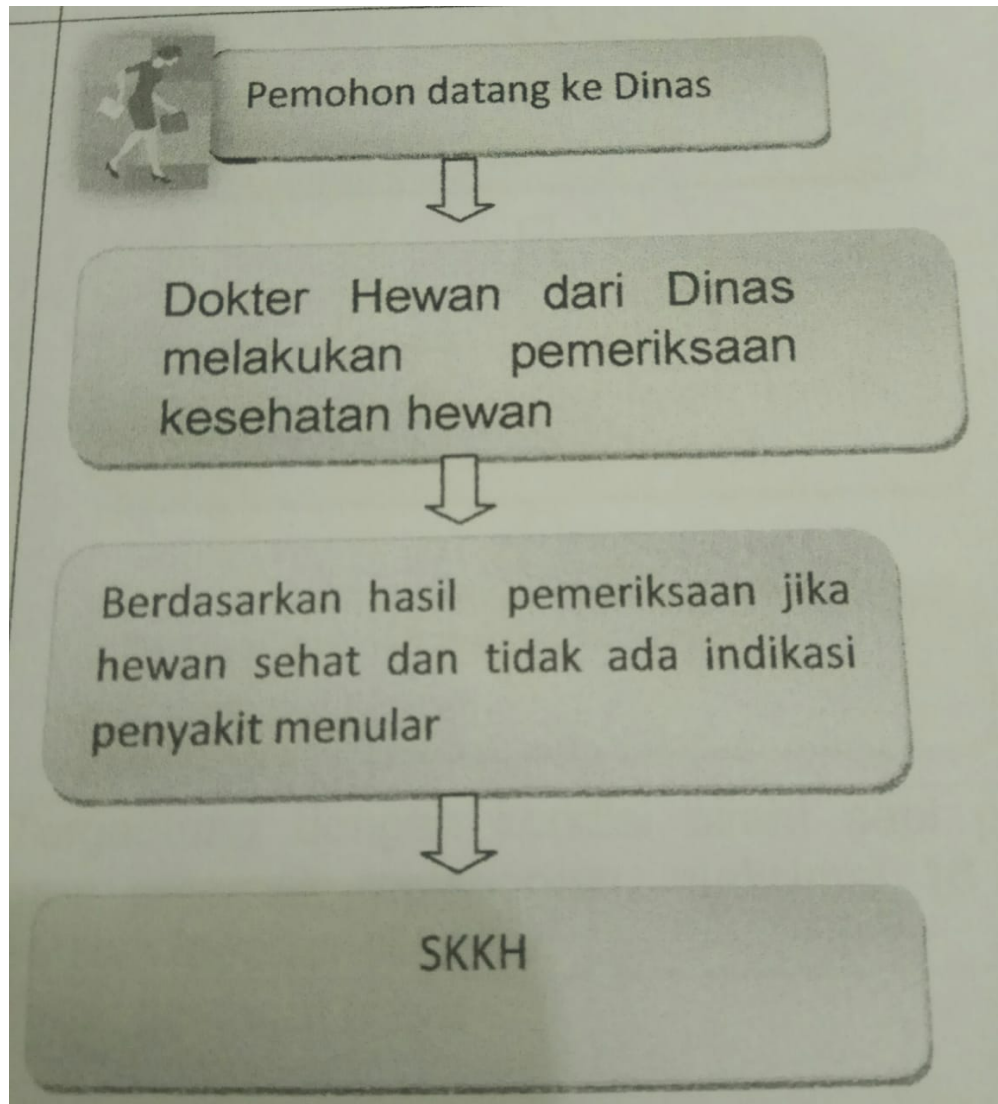 Pemohon datang ke Dinas
Dokter Hewan dari Dinas
melakukan pemeriksaan
kesehatan hewan
Berdasarkan hasil pemeriksaan jika
hewan sehat dan tidak ada indikasi
penyakit menular
SKKH